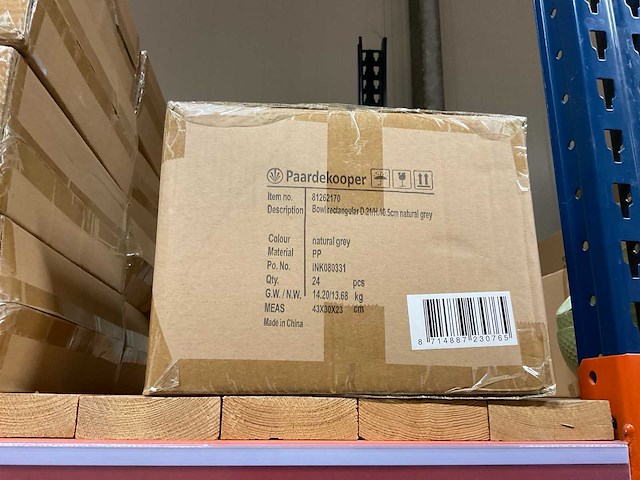 Paardekooper
Item no. 81262170
Description Bowl rectangular D.21/H.10.5cm natural grey
Colour natural grey
Material PP
Po. No. INK080331
Qty. 24 pcs
G.W. / N.W. 14.20/13.68 kg
MEAS 43X30X23 cm
Made in China
8 714887 230765